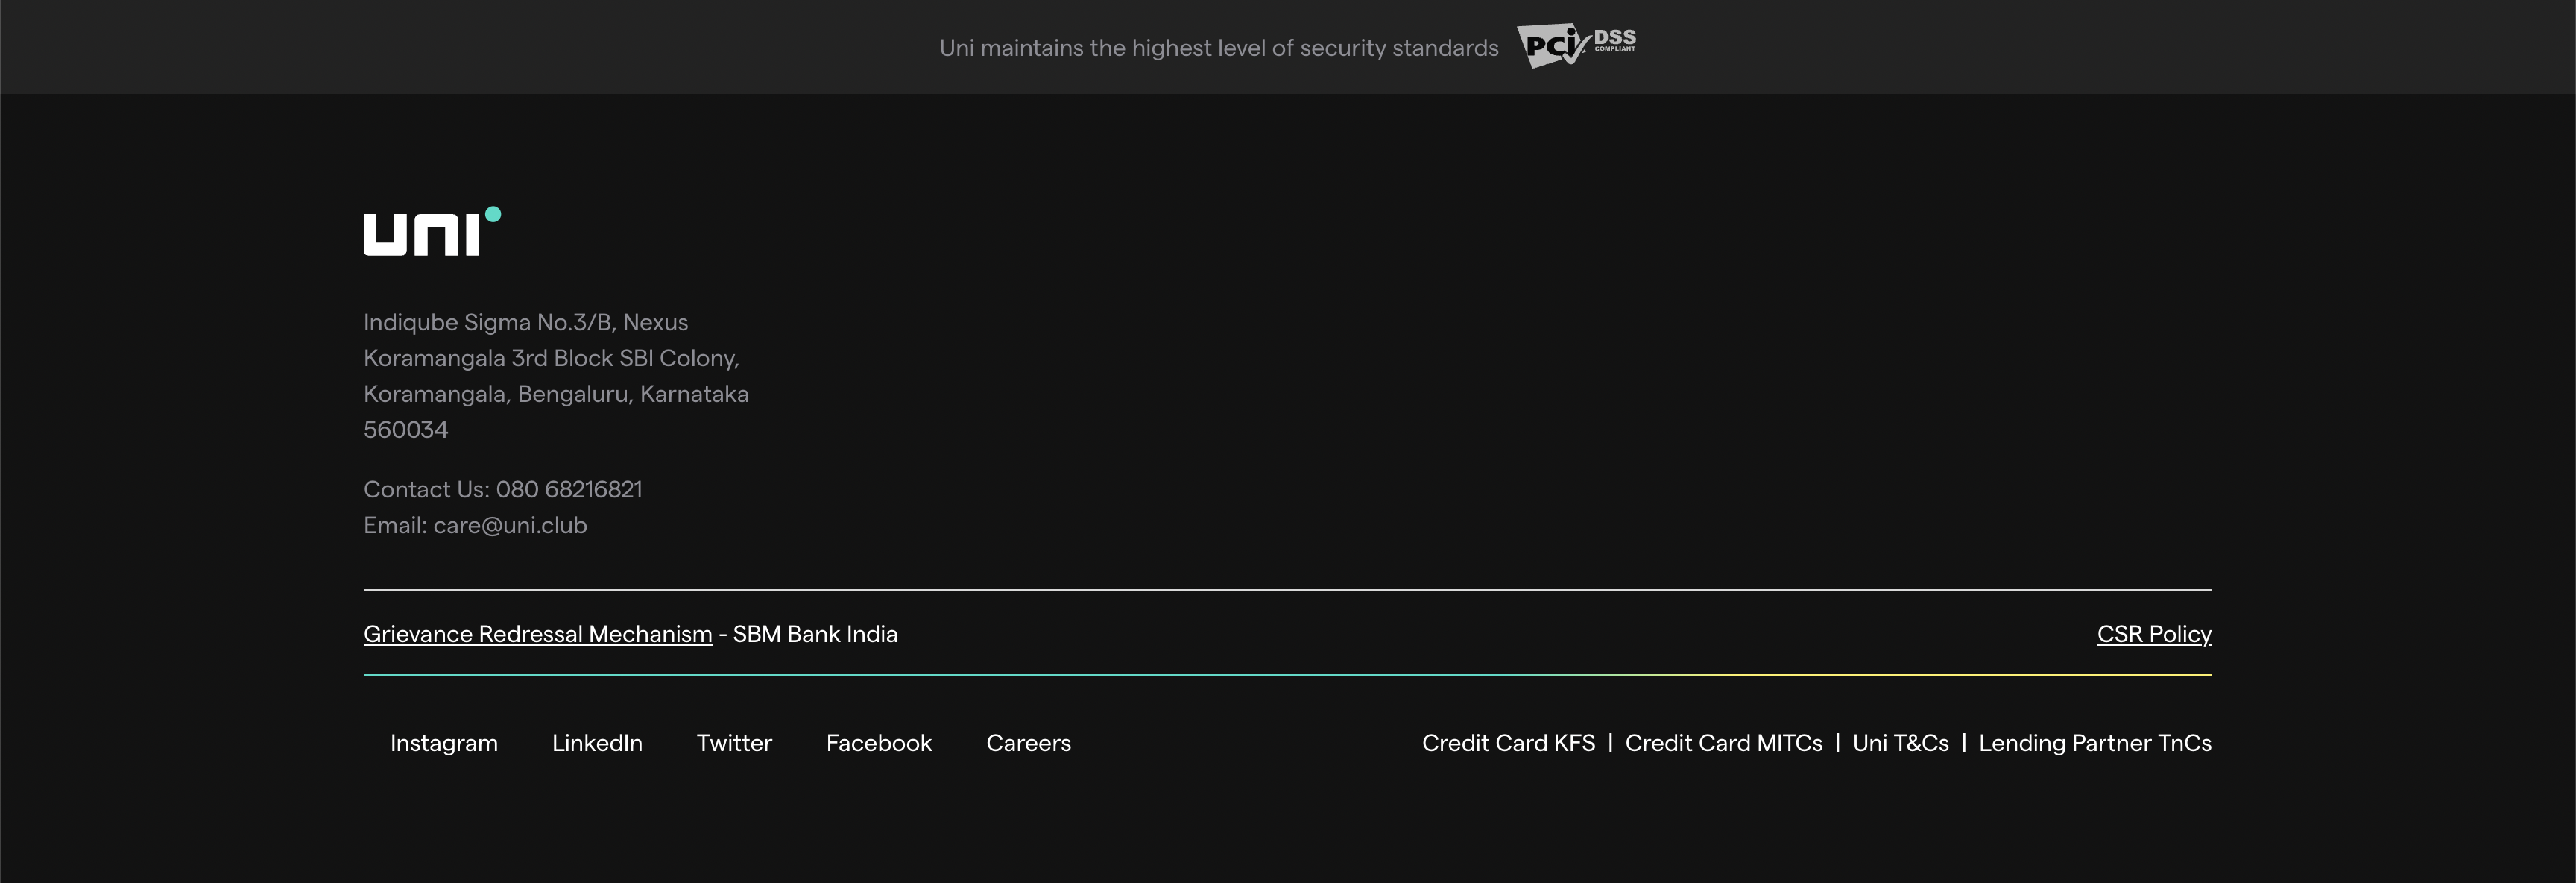 Uni maintains the highest level of security standards PCi DSS COMPLIANT
uni
Indiqube Sigma No.3/B, Nexus
Koramangala 3rd Block SBI Colony,
Koramangala, Bengaluru, Karnataka
560034
Contact Us: 080 68216821
Email: care@uni.club
Grievance Redressal Mechanism - SBM Bank India CSR Policy
Instagram LinkedIn Twitter Facebook Careers Credit Card KFS | Credit Card MITCs | Uni T&Cs | Lending Partner TnCs